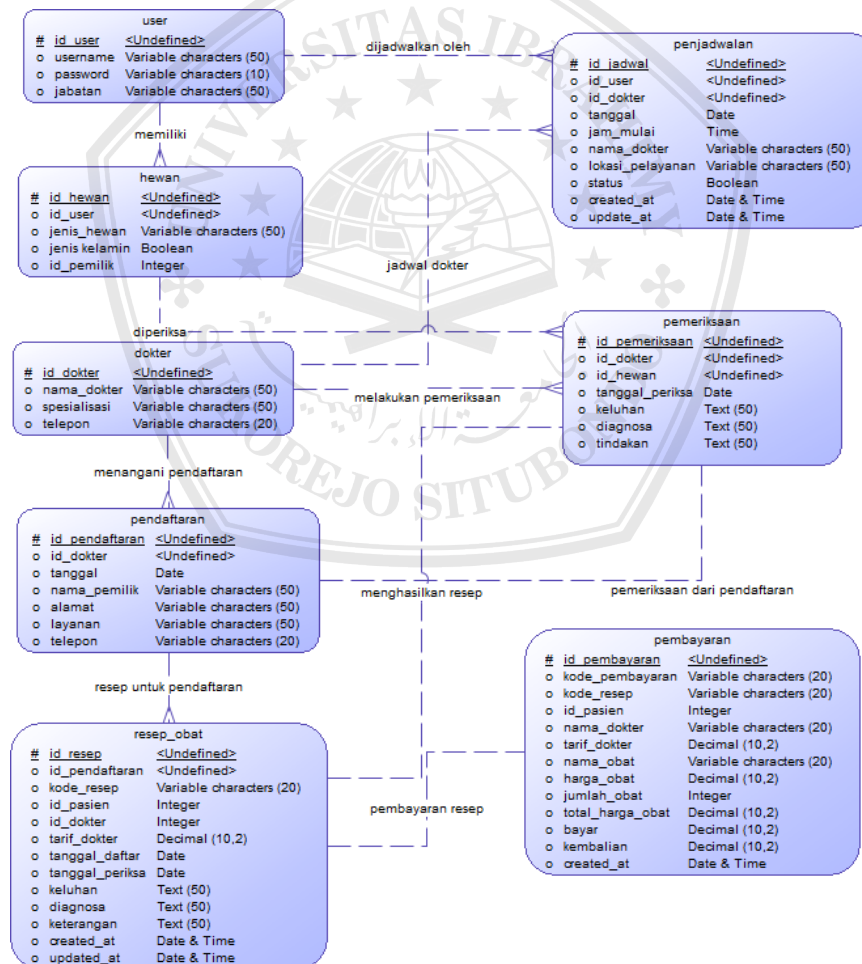 user
# id_user <Undefined>
o username Variable characters (50)
o password Variable characters (10)
o jabatan Variable characters (50)
dijadwalkan oleh
penjadwalan
# id_jadwal <Undefined>
o id_user <Undefined>
o id_dokter <Undefined>
o tanggal Date
o jam_mulai Time
o nama_dokter Variable characters (50)
o lokasi_pelayanan Variable characters (50)
o status Boolean
o created_at Date & Time
o update_at Date & Time
memiliki
hewan
# id_hewan <Undefined>
o id_user <Undefined>
o jenis_hewan Variable characters (50)
o jenis kelamin Boolean
o id_pemilik Integer
jadwal dokter
diperiksa
dokter
# id_dokter <Undefined>
o nama_dokter Variable characters (50)
o spesialisasi Variable characters (50)
o telepon Variable characters (20)
melakukan pemeriksaan
pemeriksaan
# id_pemeriksaan <Undefined>
o id_dokter <Undefined>
o id_hewan <Undefined>
o tanggal_periksa Date
o keluhan Text (50)
o diagnosa Text (50)
o tindakan Text (50)
menangani pendaftaran
pendaftaran
# id_pendaftaran <Undefined>
o id_dokter <Undefined>
o tanggal Date
o nama_pemilik Variable characters (50)
o alamat Variable characters (50)
o layanan Variable characters (50)
o telepon Variable characters (20)
menghasilkan resep
pemeriksaan dari pendaftaran
resep untuk pendaftaran
resep_obat
# id_resep <Undefined>
o id_pendaftaran <Undefined>
o kode_resep Variable characters (20)
o id_pasien Integer
o id_dokter Integer
o tarif_dokter Decimal (10,2)
o tanggal_daftar Date
o tanggal_periksa Date
o keluhan Text (50)
o diagnosa Text (50)
o keterangan Text (50)
o created_at Date & Time
o updated_at Date & Time
pembayaran resep
pembayaran
# id_pembayaran <Undefined>
o kode_pembayaran Variable characters (20)
o kode_resep Variable characters (20)
o id_pasien Integer
o nama_dokter Variable characters (20)
o tarif_dokter Decimal (10,2)
o nama_obat Variable characters (20)
o harga_obat Decimal (10,2)
o jumlah_obat Integer
o total_harga_obat Decimal (10,2)
o bayar Decimal (10,2)
o kembalian Decimal (10,2)
o created_at Date & Time
SUKOREJO SITUBONDO